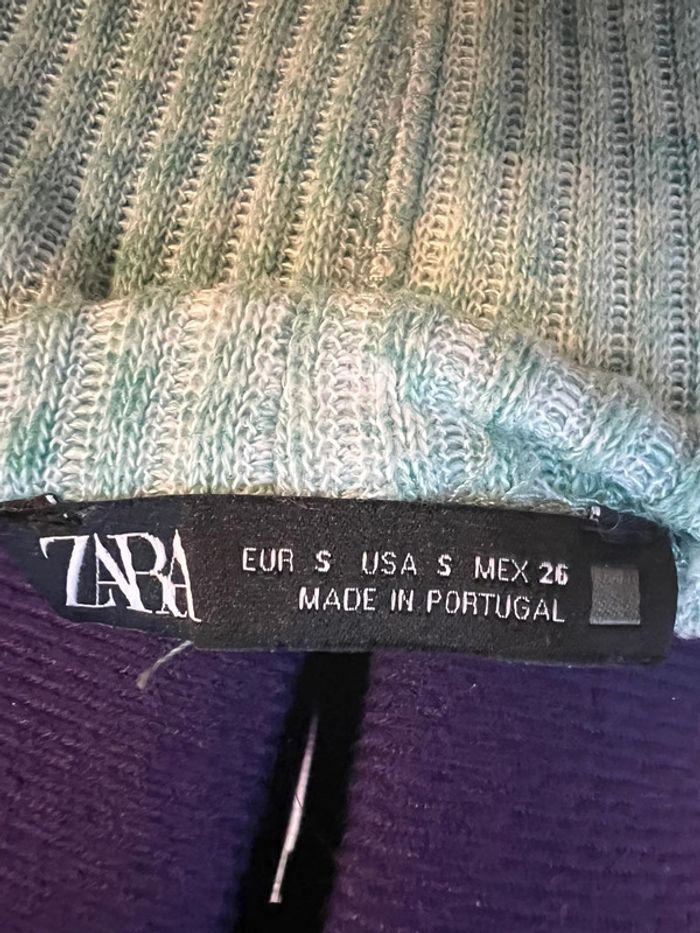 ZARA
EUR S USA S MEX 26
MADE IN PORTUGAL